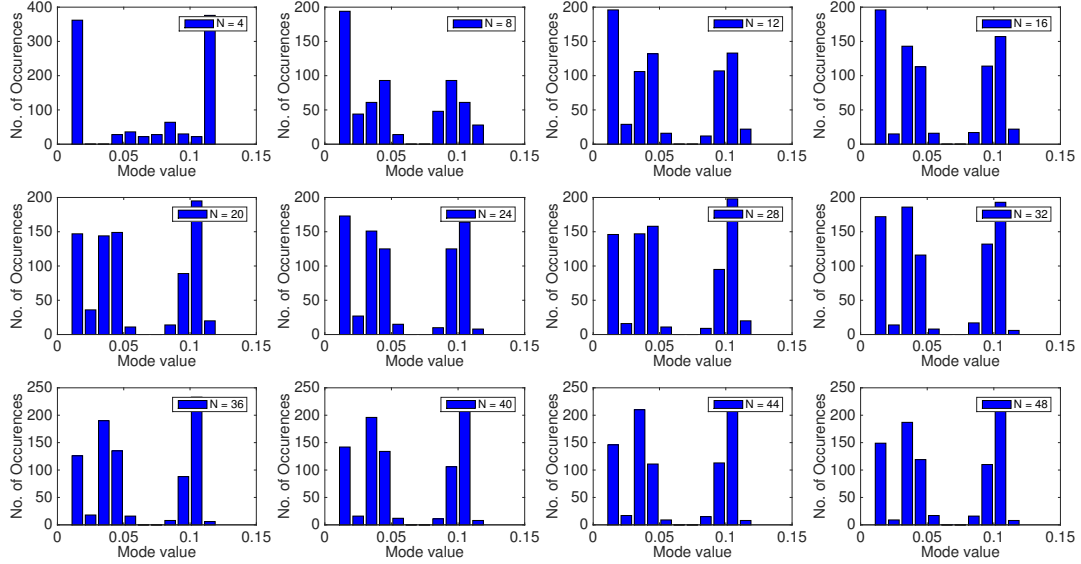 No. of Occurences
400
300
200
100
0
0 0.05 0.1 0.15
Mode value
N = 4
No. of Occurences
200
150
100
50
0
0 0.05 0.1 0.15
Mode value
N = 8
No. of Occurences
200
150
100
50
0
0 0.05 0.1 0.15
Mode value
N = 12
No. of Occurences
200
150
100
50
0
0 0.05 0.1 0.15
Mode value
N = 16
No. of Occurences
200
150
100
50
0
0 0.05 0.1 0.15
Mode value
N = 20
No. of Occurences
200
150
100
50
0
0 0.05 0.1 0.15
Mode value
N = 24
No. of Occurences
200
150
100
50
0
0 0.05 0.1 0.15
Mode value
N = 28
No. of Occurences
200
150
100
50
0
0 0.05 0.1 0.15
Mode value
N = 32
No. of Occurences
250
200
150
100
50
0
0 0.05 0.1 0.15
Mode value
N = 36
No. of Occurences
250
200
150
100
50
0
0 0.05 0.1 0.15
Mode value
N = 40
No. of Occurences
250
200
150
100
50
0
0 0.05 0.1 0.15
Mode value
N = 44
No. of Occurences
250
200
150
100
50
0
0 0.05 0.1 0.15
Mode value
N = 48